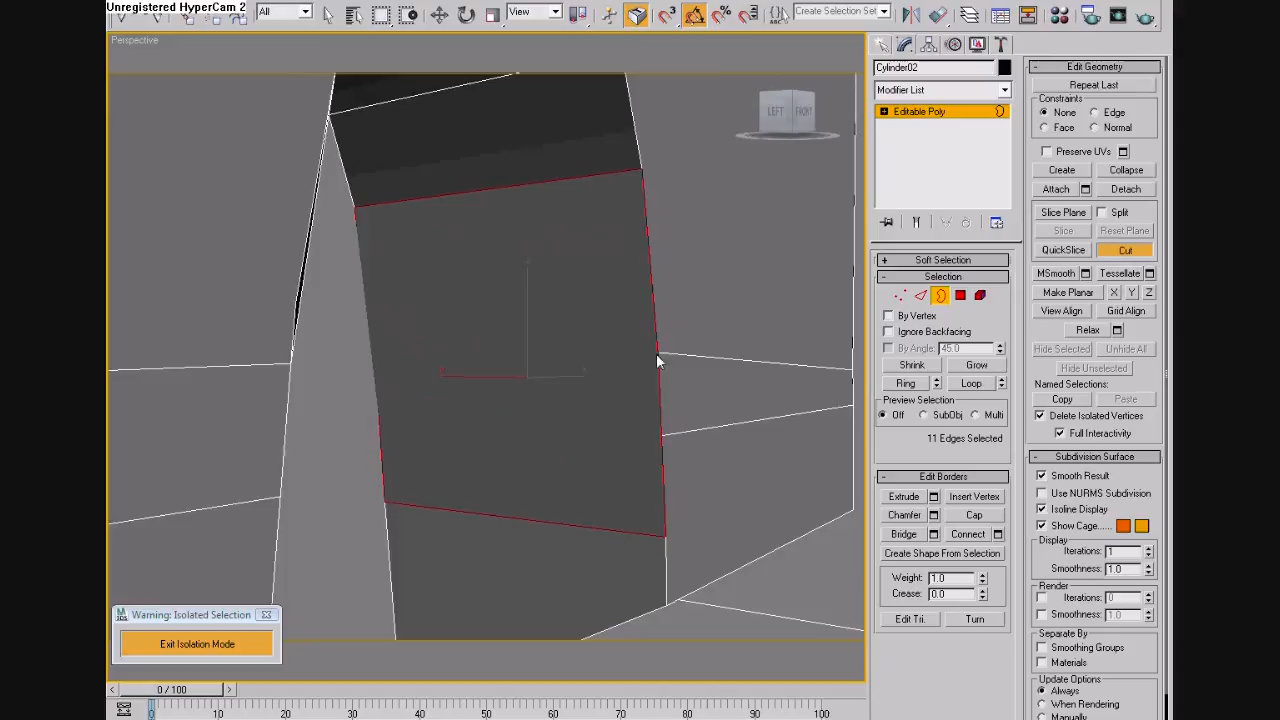 Unregistered HyperCam 2
All
View
Create Selection Set
Perspective
LEFT
FRONT
Cylinder02
Modifier List
Editable Poly
Soft Selection
Selection
By Vertex
Ignore Backfacing
By Angle: 45.0
Shrink
Grow
Ring
Loop
Preview Selection
Off
SubObj
Multi
11 Edges Selected
Edit Borders
Extrude
Insert Vertex
Chamfer
Cap
Bridge
Connect
Create Shape From Selection
Weight: 1.0
Crease: 0.0
Edit Tri.
Turn
Edit Geometry
Repeat Last
Constraints
None
Edge
Face
Normal
Preserve UVs
Create
Collapse
Attach
Detach
Slice Plane
Split
Slice
Reset Plane
QuickSlice
Cut
MSmooth
Tessellate
Make Planar
X
Y
Z
View Align
Grid Align
Relax
Hide Selected
Unhide All
Hide Unselected
Named Selections:
Copy
Paste
Delete Isolated Vertices
Full Interactivity
Subdivision Surface
Smooth Result
Use NURMS Subdivision
Isoline Display
Show Cage......
Display
Iterations: 1
Smoothness: 1.0
Render
Iterations: 0
Smoothness: 1.0
Separate By
Smoothing Groups
Materials
Update Options
Always
When Rendering
Manually
Warning: Isolated Selection
Exit Isolation Mode
0 / 100
0
10
20
30
40
50
60
70
80
90
100